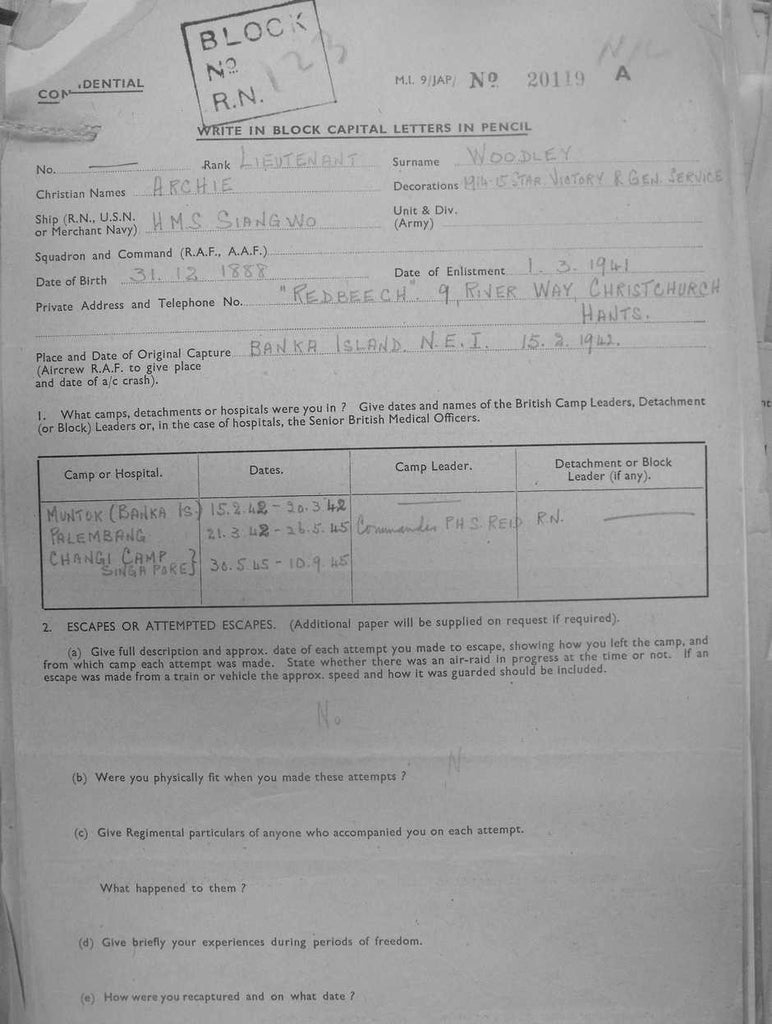 BLOCK
Nº 123
R.N.
CONFIDENTIAL
M.I. 9/JAP/ Nº 20119 A
WRITE IN BLOCK CAPITAL LETTERS IN PENCIL
No. — Rank LIEUTENANT Surname WOODLEY
Christian Names ARCHIE Decorations 1914-15 STAR. VICTORY & GEN. SERVICE
Ship (R.N., U.S.N. or Merchant Navy) H.M.S SIANG WO Unit & Div. (Army)
Squadron and Command (R.A.F., A.A.F.)
Date of Birth 31. 12 1888 Date of Enlistment 1. 3. 1941
Private Address and Telephone No. "REDBEECH". 9, RIVER WAY, CHRISTCHURCH
HANTS.
Place and Date of Original Capture BANKA ISLAND. N.E.I. 15.2.1942.
(Aircrew R.A.F. to give place
and date of a/c crash).
1. What camps, detachments or hospitals were you in ? Give dates and names of the British Camp Leaders, Detachment
(or Block) Leaders or, in the case of hospitals, the Senior British Medical Officers.
Camp or Hospital. Dates. Camp Leader. Detachment or Block Leader (if any).
MUNTOK (BANKA IS.) 15.2.42 - 20.3.42 —
PALEMBANG 21.3.42 - 26.5.45 Commander P.H.S. REID R.N. —
CHANGI CAMP SINGAPORE} 30.5.45 - 10.9.45
2. ESCAPES OR ATTEMPTED ESCAPES. (Additional paper will be supplied on request if required).
(a) Give full description and approx. date of each attempt you made to escape, showing how you left the camp, and
from which camp each attempt was made. State whether there was an air-raid in progress at the time or not. If an
escape was made from a train or vehicle the approx. speed and how it was guarded should be included.
No
(b) Were you physically fit when you made these attempts ?
(c) Give Regimental particulars of anyone who accompanied you on each attempt.
What happened to them ?
(d) Give briefly your experiences during periods of freedom.
(e) How were you recaptured and on what date ?